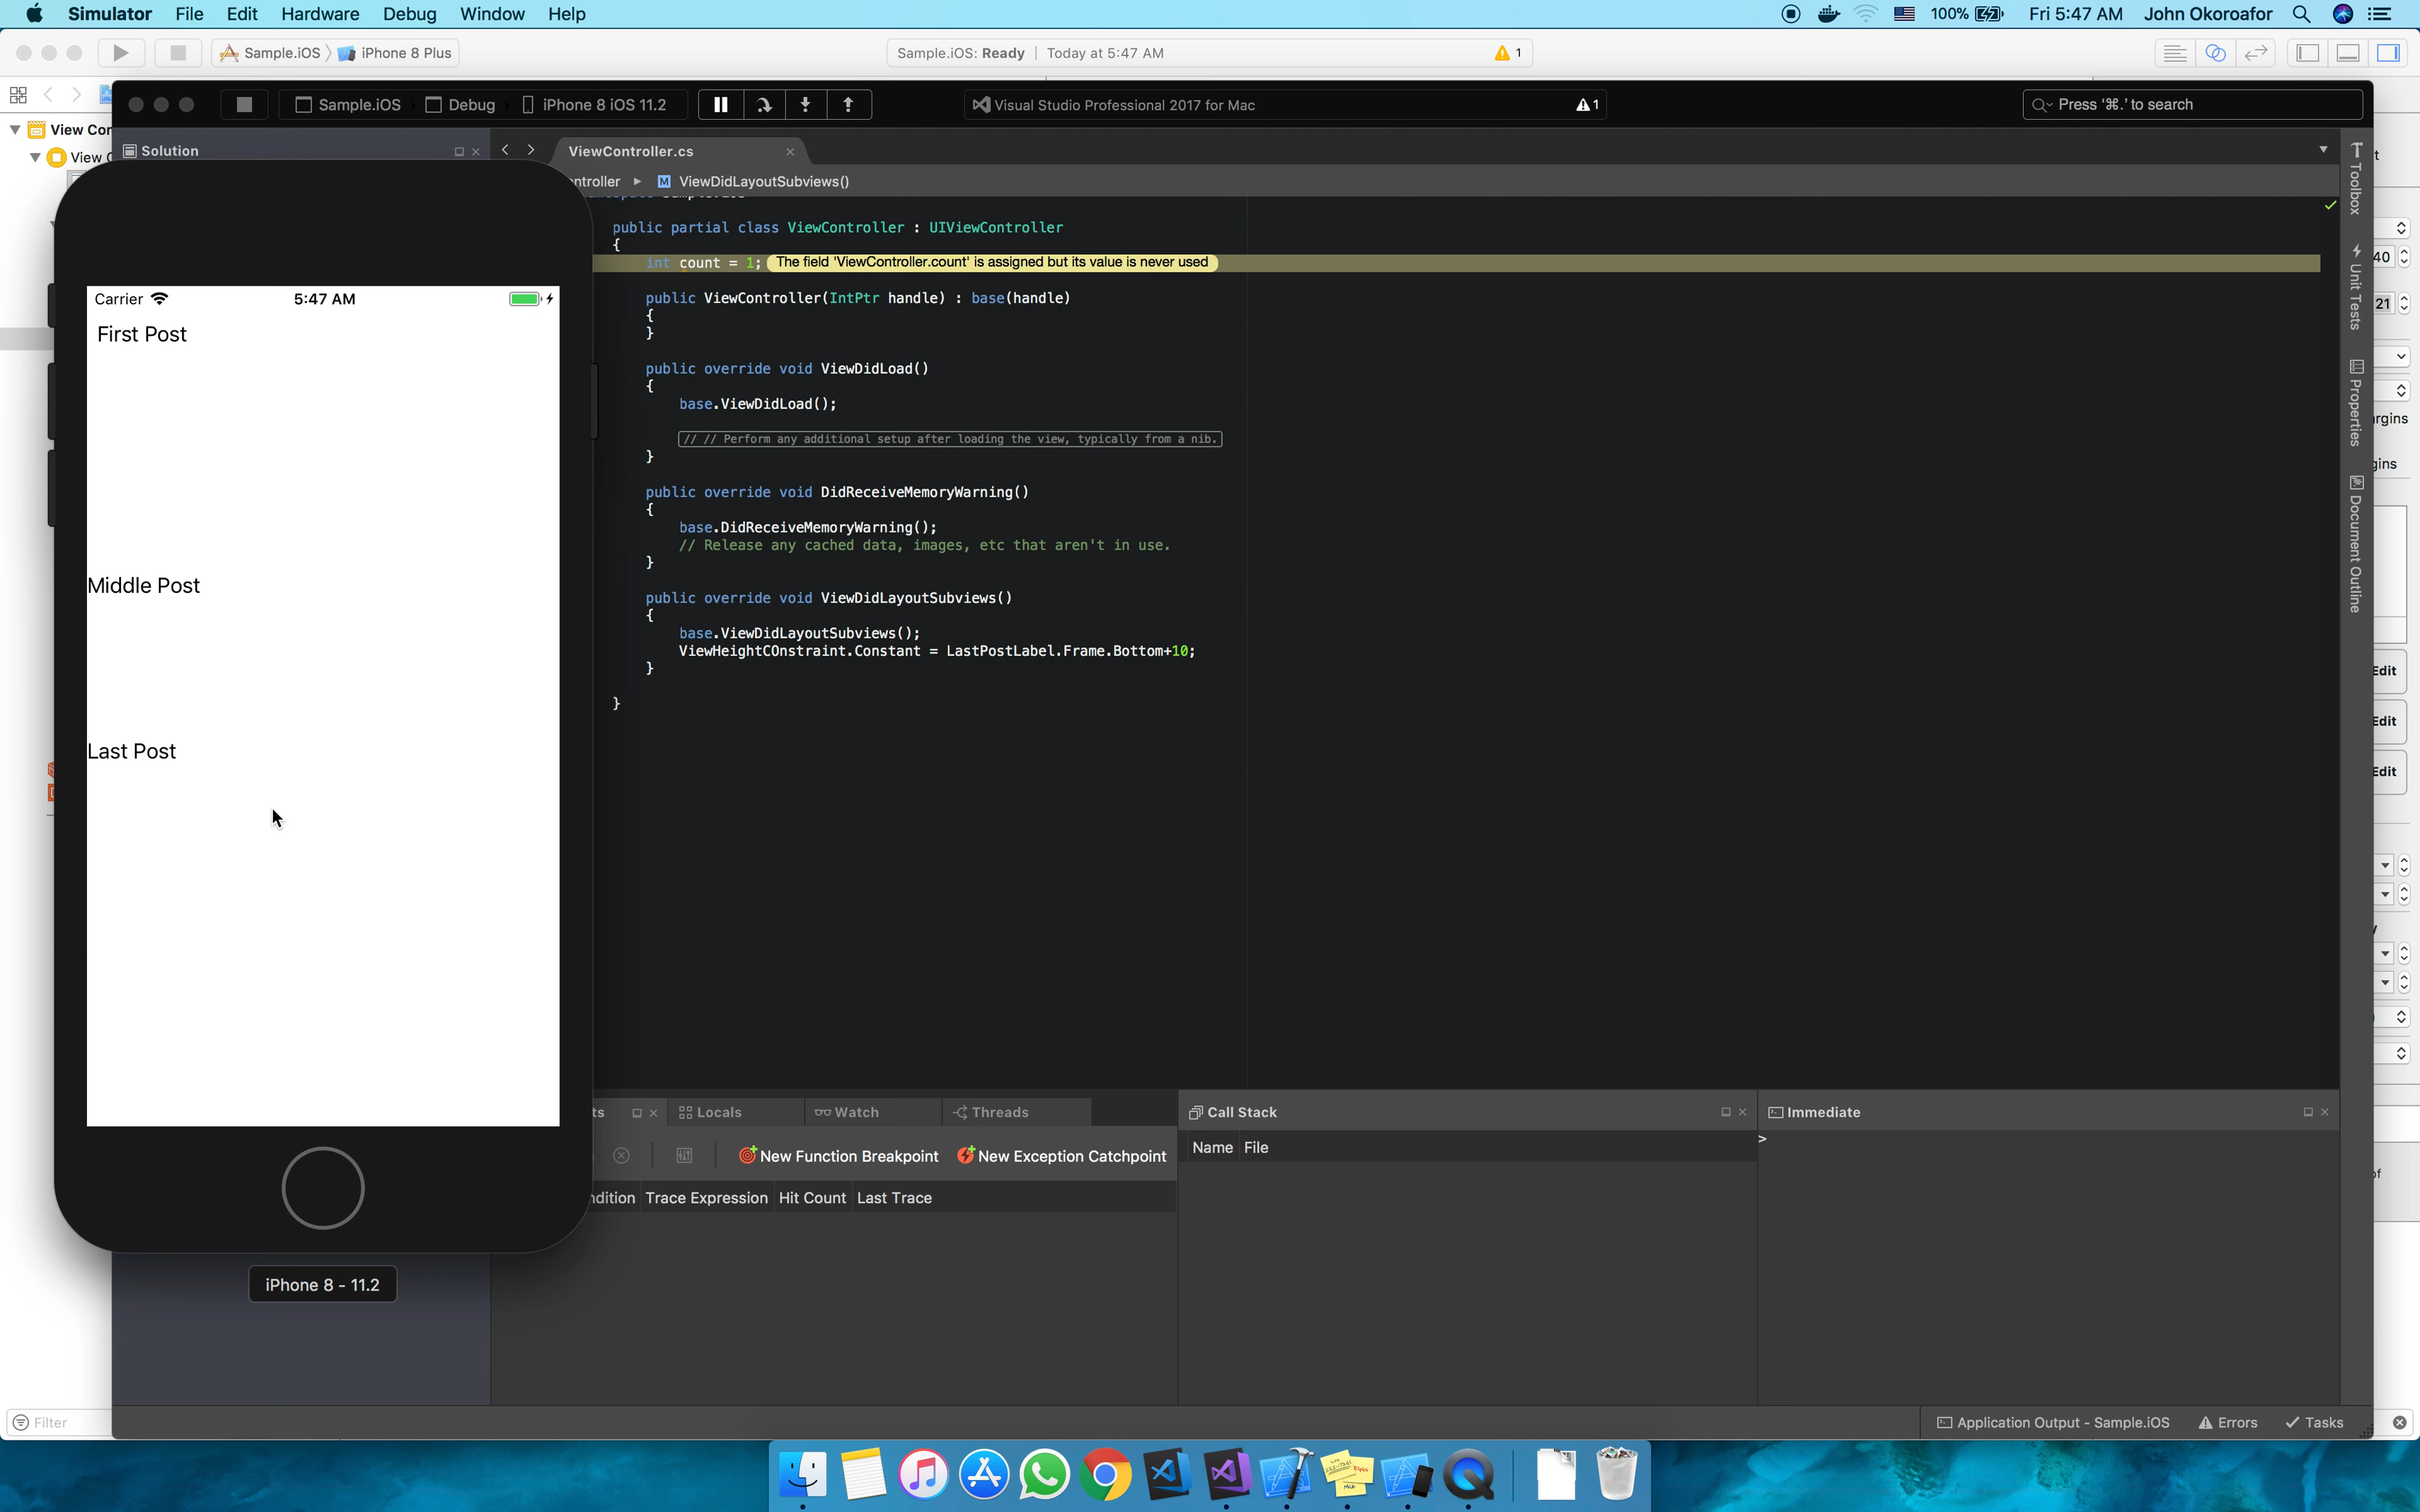 Simulator File Edit Hardware Debug Window Help 100% Fri 5:47 AM John Okoroafor
Sample.iOS iPhone 8 Plus Sample.iOS: Ready | Today at 5:47 AM 1
Sample.iOS Debug iPhone 8 iOS 11.2 Visual Studio Professional 2017 for Mac 1 Press '⌘.' to search
View Con
View C
Solution
ViewController.cs
ntroller ViewDidLayoutSubviews()
public partial class ViewController : UIViewController
{
int count = 1; The field 'ViewController.count' is assigned but its value is never used
public ViewController(IntPtr handle) : base(handle)
{
}
public override void ViewDidLoad()
{
base.ViewDidLoad();
// // Perform any additional setup after loading the view, typically from a nib.
}
public override void DidReceiveMemoryWarning()
{
base.DidReceiveMemoryWarning();
// Release any cached data, images, etc that aren't in use.
}
public override void ViewDidLayoutSubviews()
{
base.ViewDidLayoutSubviews();
ViewHeightCOnstraint.Constant = LastPostLabel.Frame.Bottom+10;
}
}
Carrier 5:47 AM
First Post
Middle Post
Last Post
iPhone 8 - 11.2
Toolbox
Unit Tests
Properties
Document Outline
40
21
rgins
gins
Edit
Edit
Edit
ts Locals Watch Threads
New Function Breakpoint New Exception Catchpoint
ndition Trace Expression Hit Count Last Trace
Call Stack
Name File
Immediate
>
of
Filter
Application Output - Sample.iOS Errors Tasks